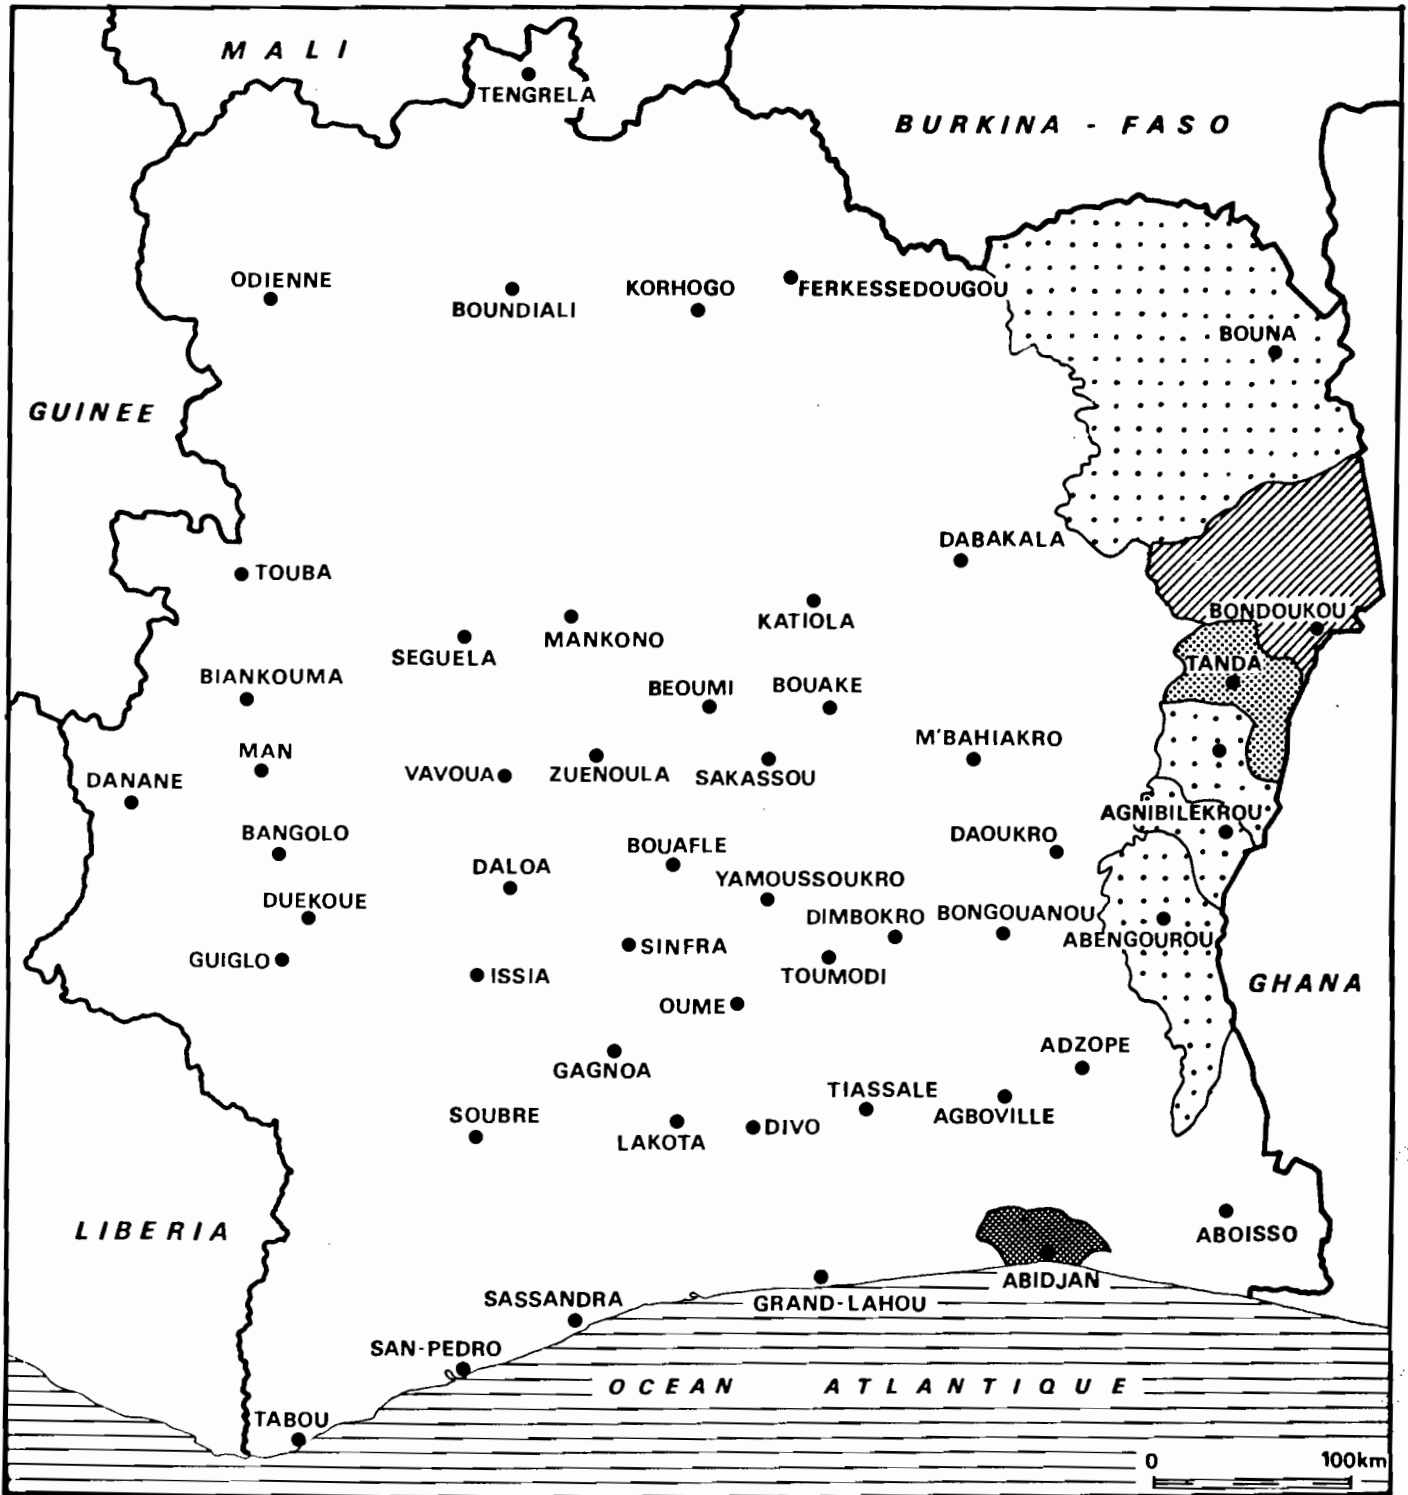 MALI
TENGRELA
BURKINA - FASO
ODIENNE
BOUNDIALI
KORHOGO
FERKESSEDOUGOU
BOUNA
GUINEE
DABAKALA
TOUBA
KATIOLA
BONDOUKOU
MANKONO
SEGUELA
TANDA
BIANKOUMA
BEOUMI
BOUAKE
M'BAHIAKRO
MAN
DANANE
VAVOUA
ZUENOULA
SAKASSOU
AGNIBILEKROU
BANGOLO
BOUAFLE
DAOUKRO
DALOA
YAMOUSSOUKRO
DUEKOUE
DIMBOKRO
BONGOUANOU
ABENGOUROU
GUIGLO
SINFRA
ISSIA
TOUMODI
GHANA
OUME
ADZOPE
GAGNOA
TIASSALE
SOUBRE
AGBOVILLE
LAKOTA
DIVO
LIBERIA
ABOISSO
ABIDJAN
SASSANDRA
GRAND-LAHOU
SAN-PEDRO
OCEAN ATLANTIQUE
TABOU
0 100km